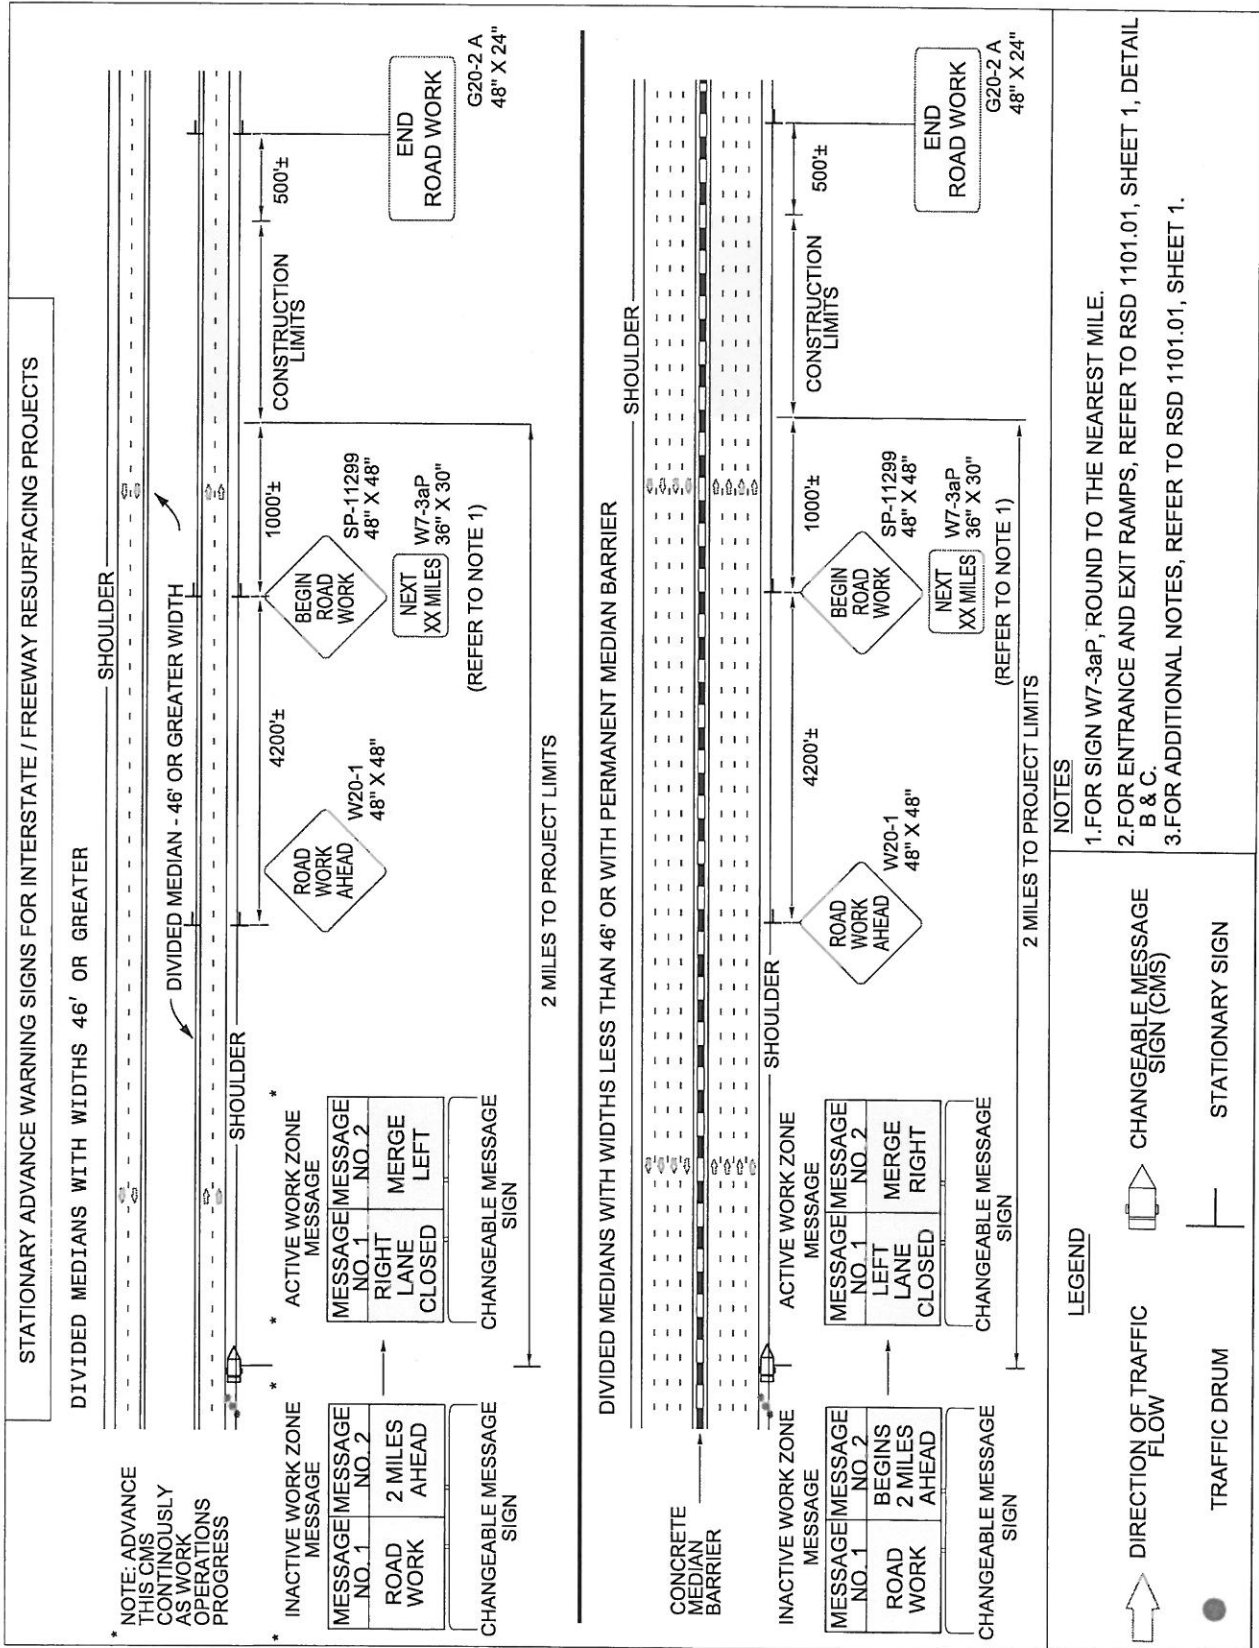 STATIONARY ADVANCE WARNING SIGNS FOR INTERSTATE / FREEWAY RESURFACING PROJECTS
DIVIDED MEDIANS WITH WIDTHS 46' OR GREATER
* NOTE: ADVANCE
THIS CMS
CONTINOUSLY
AS WORK
OPERATIONS
PROGRESS
SHOULDER
DIVIDED MEDIAN - 46' OR GREATER WIDTH
SHOULDER
* INACTIVE WORK ZONE *
MESSAGE
MESSAGE NO. 1
MESSAGE NO. 2
ROAD
WORK
2 MILES
AHEAD
CHANGEABLE MESSAGE
SIGN
* ACTIVE WORK ZONE *
MESSAGE
MESSAGE NO. 1
MESSAGE NO. 2
RIGHT
LANE
CLOSED
MERGE
LEFT
CHANGEABLE MESSAGE
SIGN
4200'±
1000'±
CONSTRUCTION
LIMITS
500'±
ROAD
WORK
AHEAD
W20-1
48" X 48"
BEGIN
ROAD
WORK
SP-11299
48" X 48"
NEXT
XX MILES
W7-3aP
36" X 30"
(REFER TO NOTE 1)
END
ROAD WORK
G20-2 A
48" X 24"
2 MILES TO PROJECT LIMITS
DIVIDED MEDIANS WITH WIDTHS LESS THAN 46' OR WITH PERMANENT MEDIAN BARRIER
SHOULDER
CONCRETE
MEDIAN
BARRIER
SHOULDER
INACTIVE WORK ZONE
MESSAGE
MESSAGE NO. 1
MESSAGE NO. 2
ROAD
WORK
BEGINS
2 MILES
AHEAD
CHANGEABLE MESSAGE
SIGN
ACTIVE WORK ZONE
MESSAGE
MESSAGE NO. 1
MESSAGE NO. 2
LEFT
LANE
CLOSED
MERGE
RIGHT
CHANGEABLE MESSAGE
SIGN
4200'±
1000'±
CONSTRUCTION
LIMITS
500'±
ROAD
WORK
AHEAD
W20-1
48" X 48"
BEGIN
ROAD
WORK
SP-11299
48" X 48"
NEXT
XX MILES
W7-3aP
36" X 30"
(REFER TO NOTE 1)
END
ROAD WORK
G20-2 A
48" X 24"
2 MILES TO PROJECT LIMITS
LEGEND
DIRECTION OF TRAFFIC
FLOW
CHANGEABLE MESSAGE
SIGN (CMS)
TRAFFIC DRUM
STATIONARY SIGN
NOTES
1.FOR SIGN W7-3aP, ROUND TO THE NEAREST MILE.
2.FOR ENTRANCE AND EXIT RAMPS, REFER TO RSD 1101.01, SHEET 1, DETAIL
B & C.
3.FOR ADDITIONAL NOTES, REFER TO RSD 1101.01, SHEET 1.